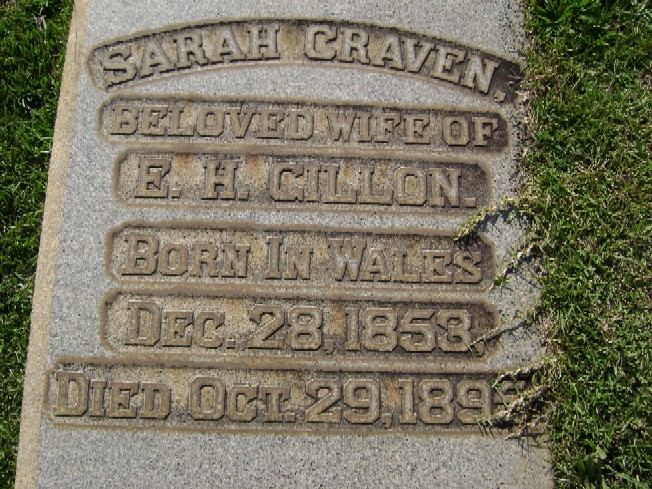 SARAH CRAVEN,
BELOVED WIFE OF
E. H. GILLON.
BORN IN WALES
DEC. 28, 1853,
DIED OCT. 29,